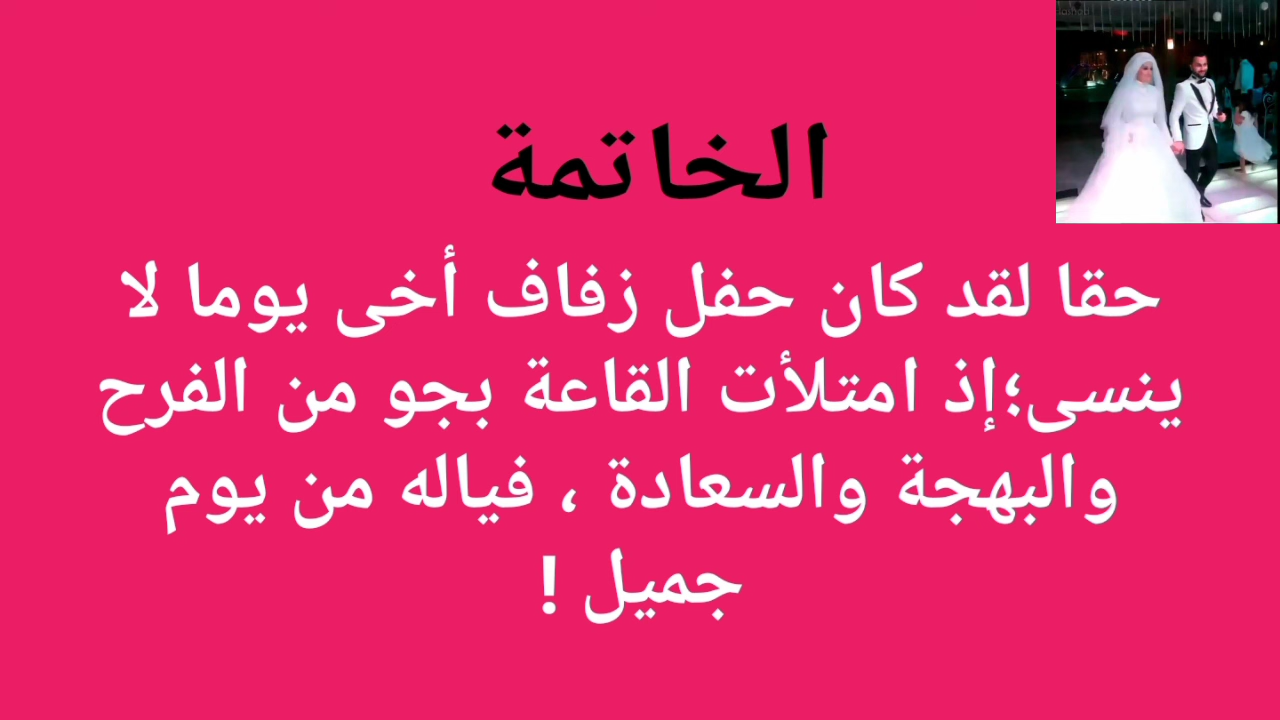 الخاتمة
حقا لقد كان حفل زفاف أخى يوما لا
ينسى؛إذ امتلأت القاعة بجو من الفرح
والبهجة والسعادة ، فياله من يوم
جميل !